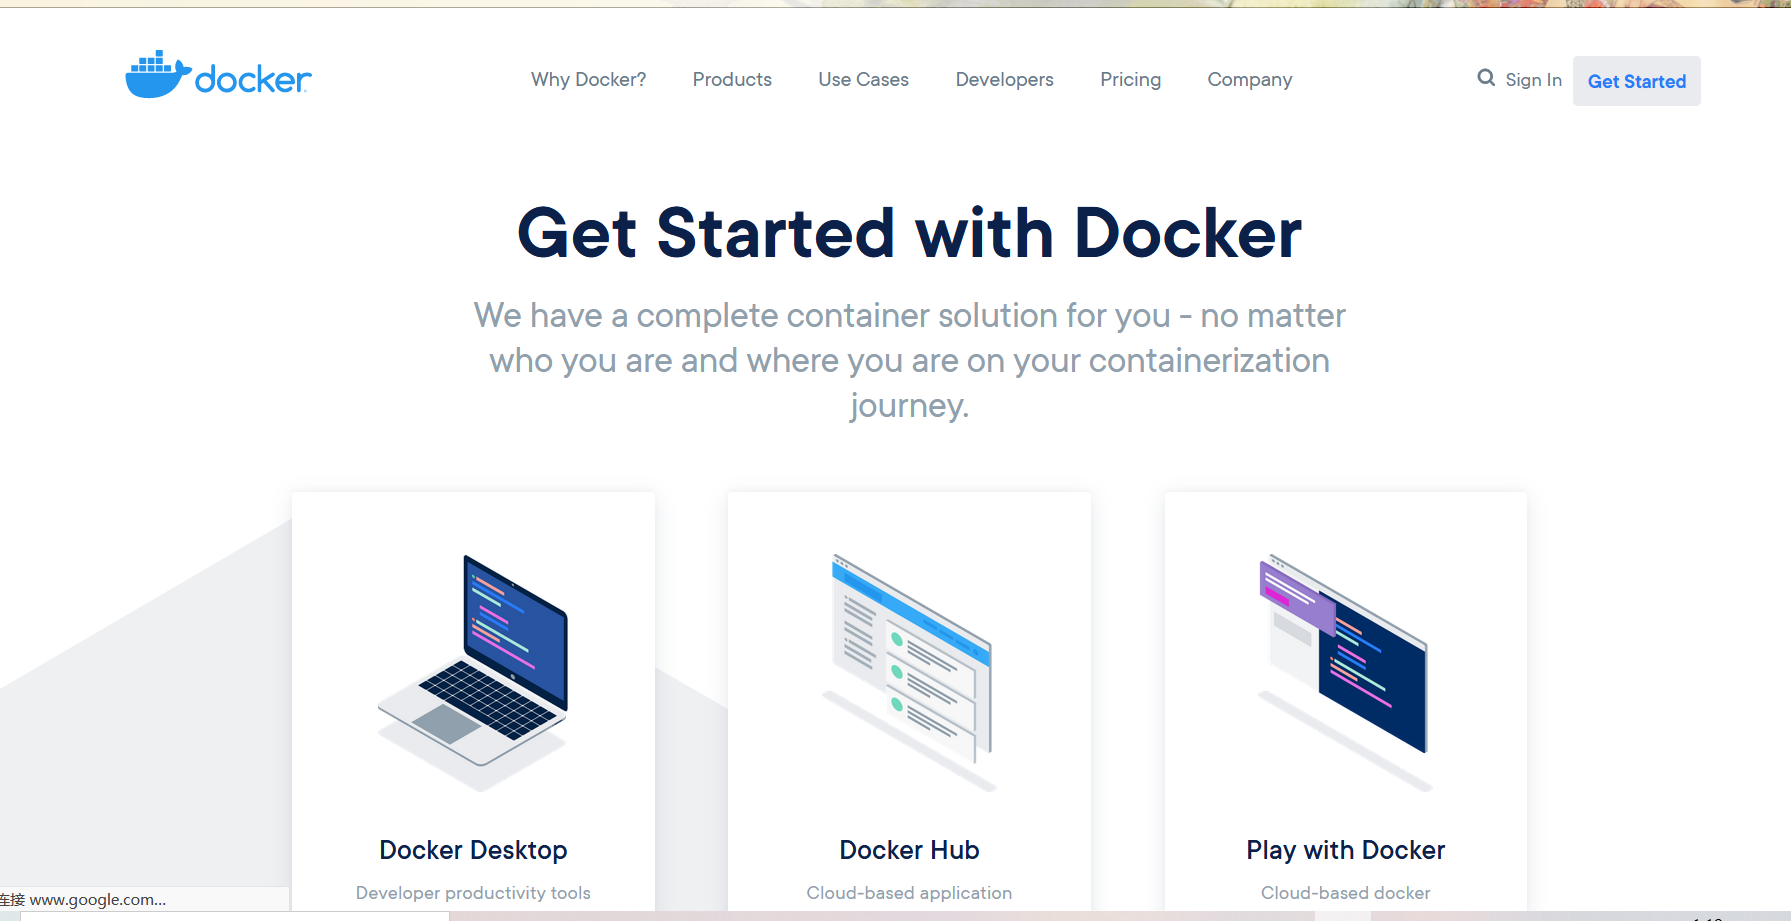 docker
Why Docker?
Products
Use Cases
Developers
Pricing
Company
Sign In
Get Started
Get Started with Docker
We have a complete container solution for you - no matter
who you are and where you are on your containerization
journey.
Docker Desktop
Docker Hub
Play with Docker
Developer productivity tools
Cloud-based application
Cloud-based docker
连接 www.google.com...